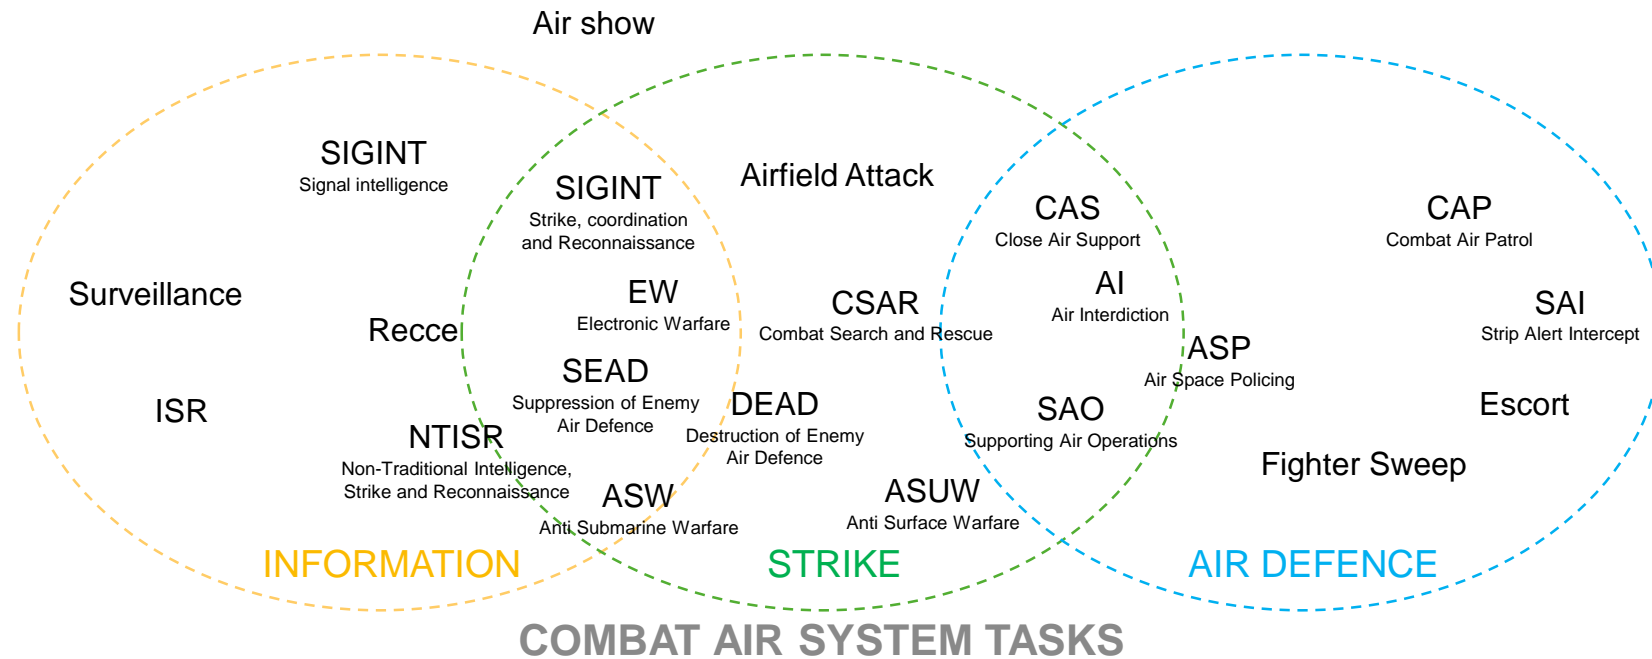 Air show
SIGINT
Signal intelligence
Surveillance
Recce
ISR
NTISR
Non-Traditional Intelligence,
Strike and Reconnaissance
SIGINT
Strike, coordination
and Reconnaissance
EW
Electronic Warfare
SEAD
Suppression of Enemy
Air Defence
ASW
Anti Submarine Warfare
Airfield Attack
CSAR
Combat Search and Rescue
DEAD
Destruction of Enemy
Air Defence
ASUW
Anti Surface Warfare
CAS
Close Air Support
AI
Air Interdiction
SAO
Supporting Air Operations
ASP
Air Space Policing
CAP
Combat Air Patrol
SAI
Strip Alert Intercept
Escort
Fighter Sweep
INFORMATION
STRIKE
AIR DEFENCE
COMBAT AIR SYSTEM TASKS